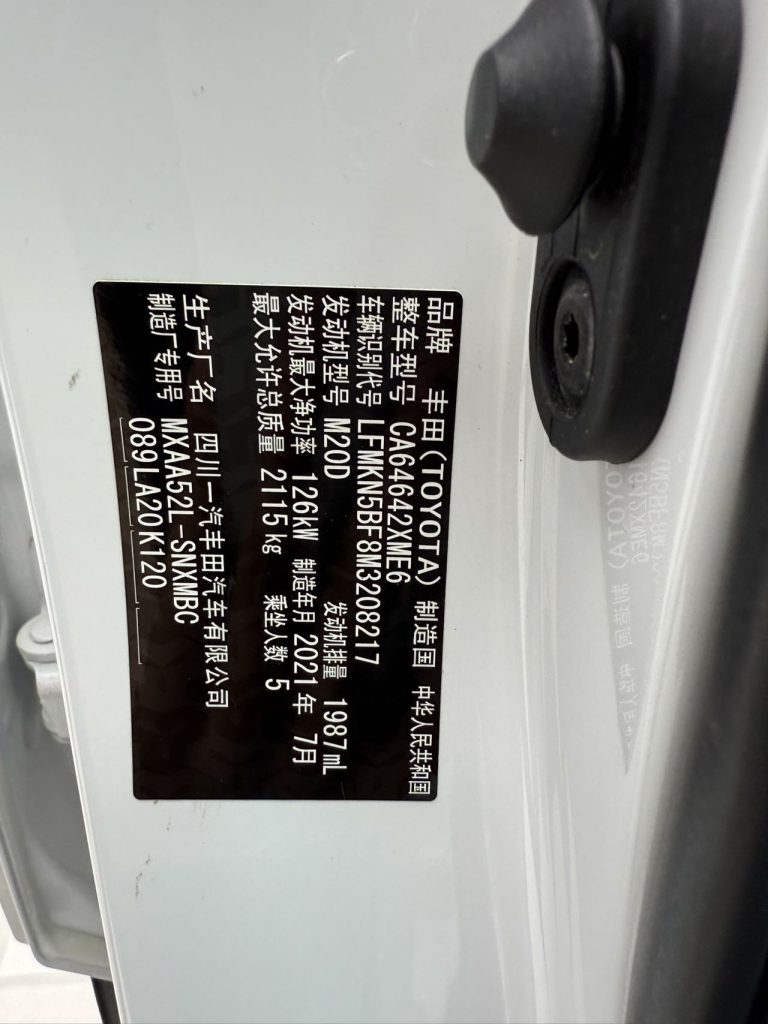 品牌 丰田(TOYOTA) 制造国 中华人民共和国
整车型号 CA64642XME6
车辆识别代号 LFMKN5BF8M3208217
发动机型号 M20D 发动机排量 1987mL
发动机最大净功率 126kW 制造年月 2021年 7月
最大允许总质量 2115kg 乘坐人数 5
生产厂名 四川一汽丰田汽车有限公司
制造厂专用号 MXAA52L-SNXMBC
089LA20K120